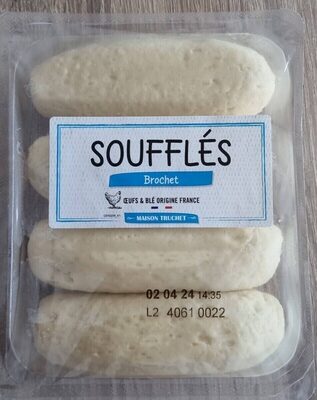 SOUFFLÉS
Brochet
ŒUFS & BLÉ ORIGINE FRANCE
MAISON TRUCHET
02 04 24 14:35
L2 4061 0022